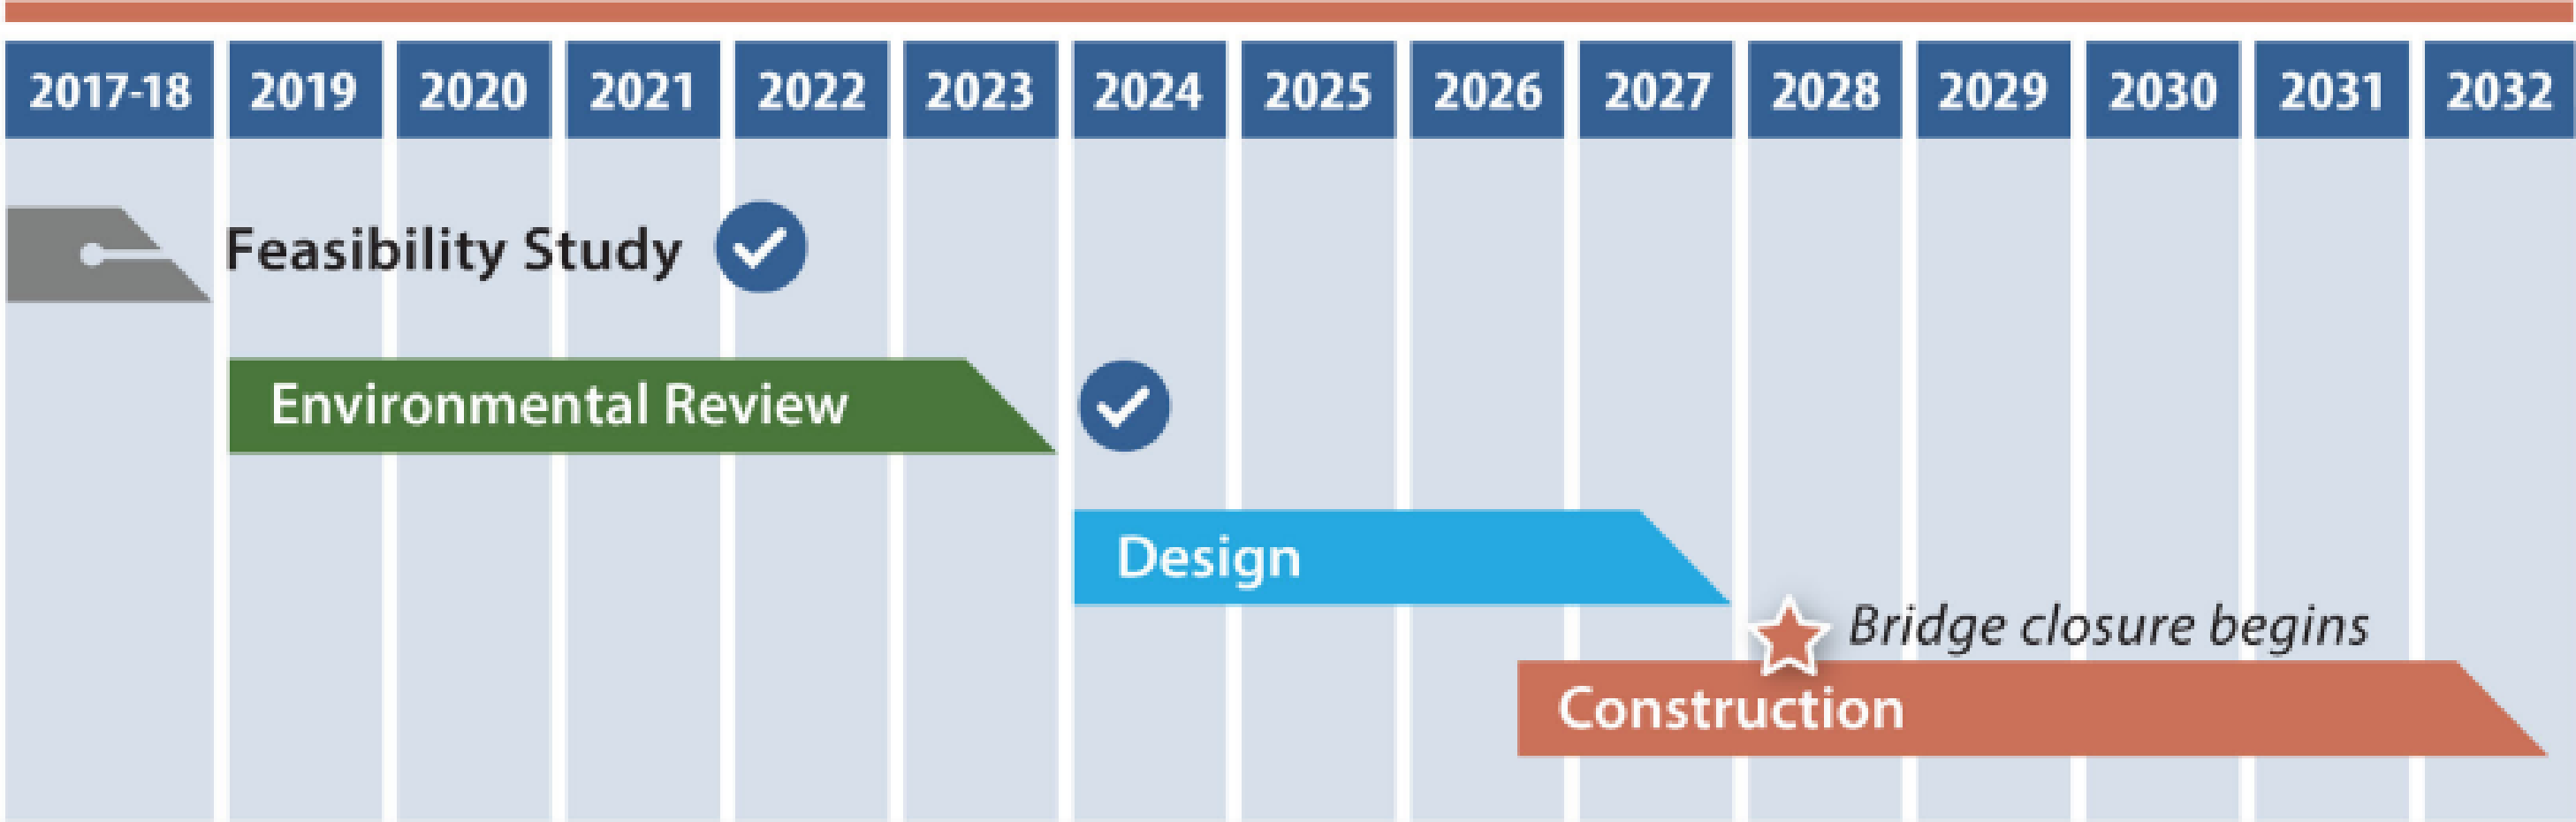 2017-18 2019 2020 2021 2022 2023 2024 2025 2026 2027 2028 2029 2030 2031 2032
Feasibility Study
Environmental Review
Design
Bridge closure begins
Construction